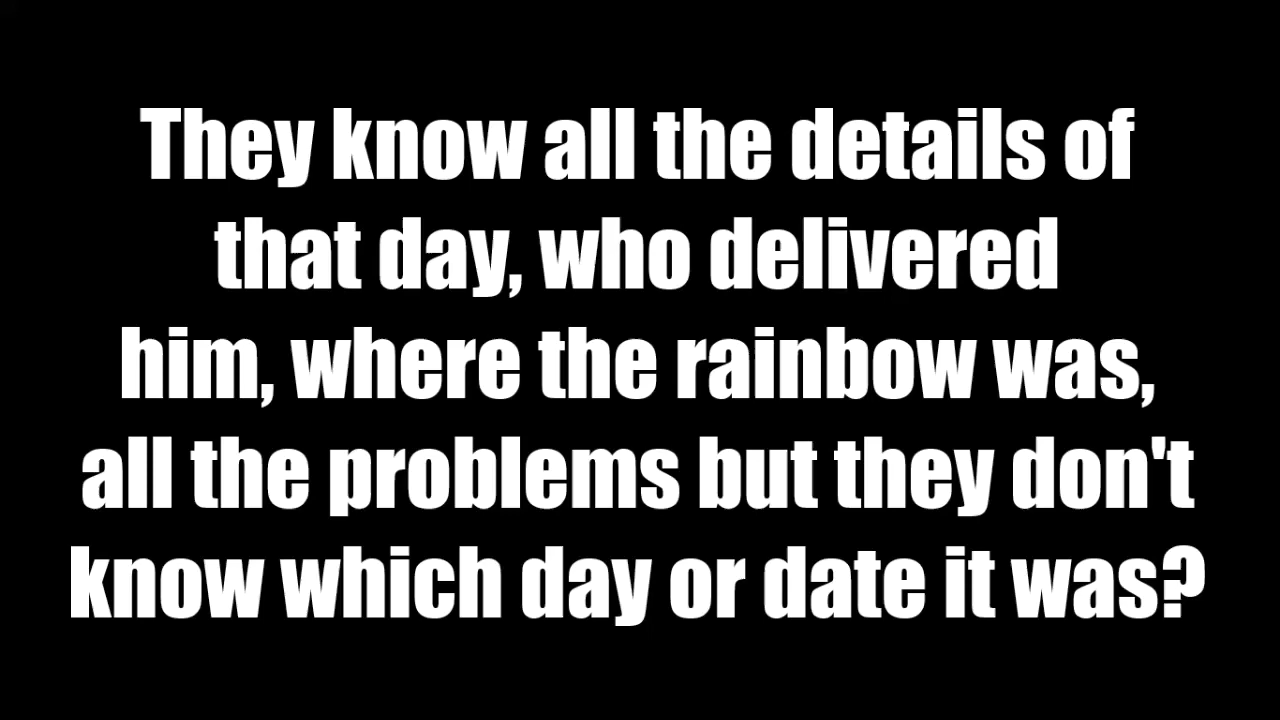 They know all the details of
that day, who delivered
him, where the rainbow was,
all the problems but they don't
know which day or date it was?